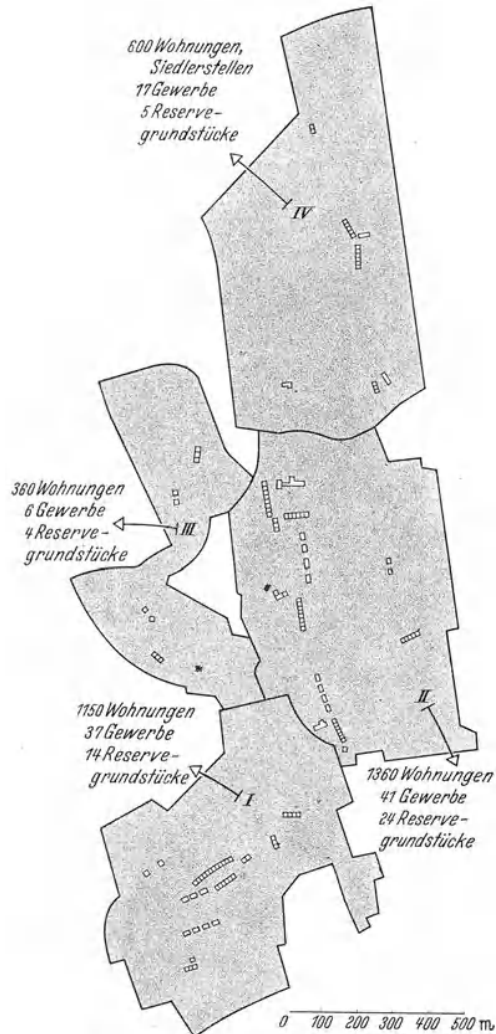 600 Wohnungen,
Siedlerstellen
17 Gewerbe
5 Reserve-
grundstücke
IV
360 Wohnungen
6 Gewerbe
4 Reserve-
grundstücke
III
1150 Wohnungen
37 Gewerbe
14 Reserve-
grundstücke
I
II
1360 Wohnungen
41 Gewerbe
24 Reserve-
grundstücke
0 100 200 300 400 500 m